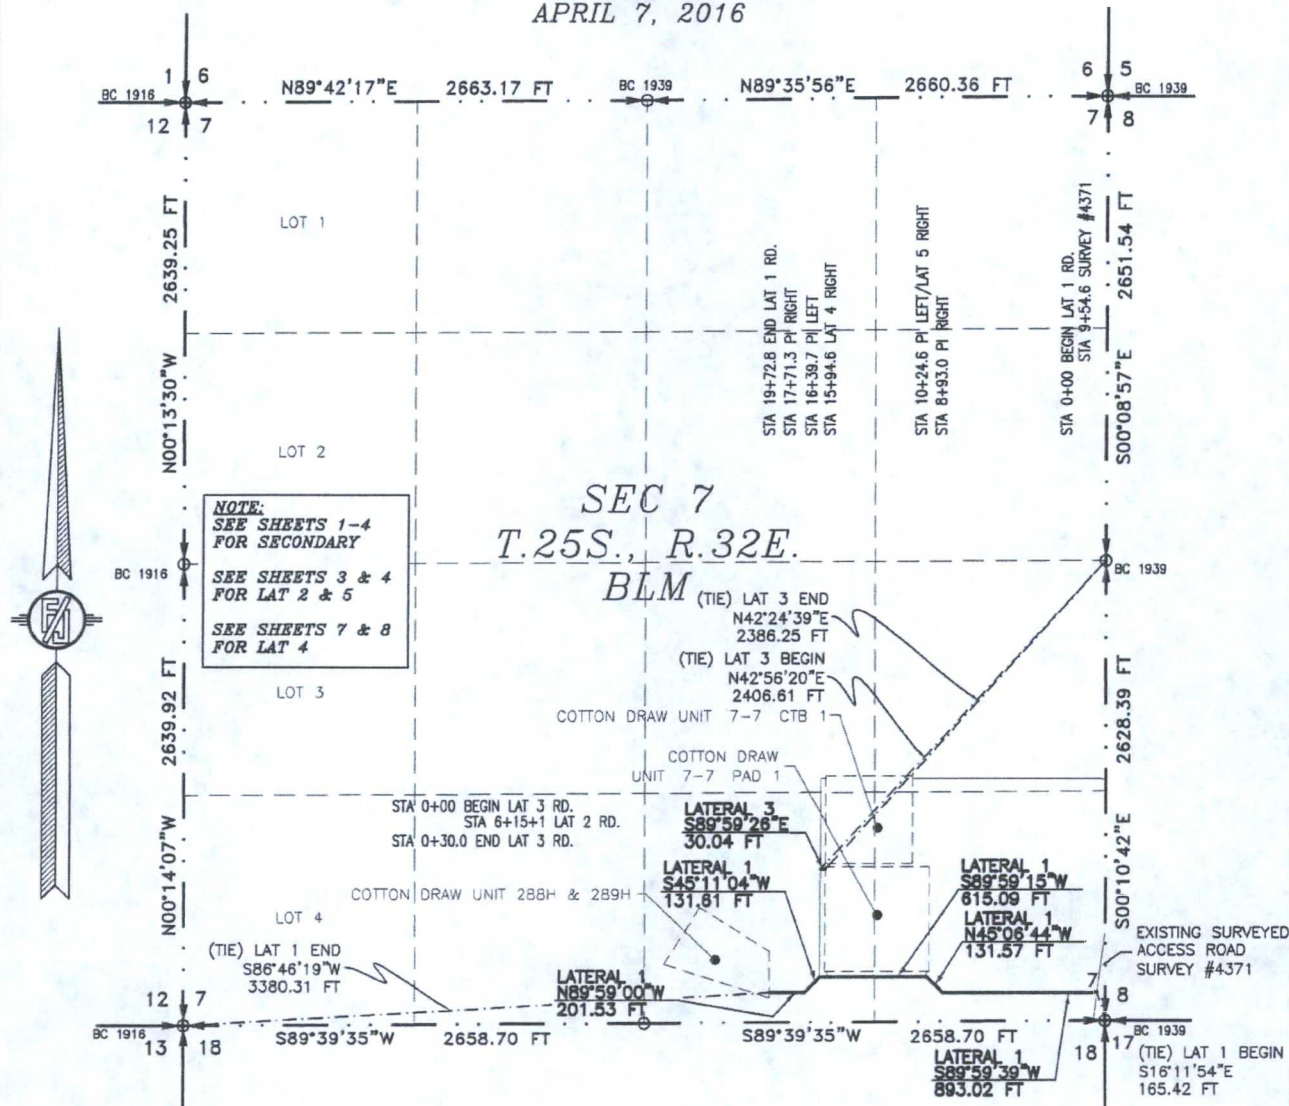 APRIL 7, 2016
1 6
BC 1916
12 7
N89°42'17"E 2663.17 FT
BC 1939
N89°35'56"E 2660.36 FT
6 5
BC 1939
7 8
2639.25 FT
N00°13'30"W
LOT 1
LOT 2
STA 19+72.8 END LAT 1 RD.
STA 17+71.3 PI RIGHT
STA 16+39.7 PI LEFT
STA 15+94.6 LAT 4 RIGHT
STA 10+24.6 PI LEFT/LAT 5 RIGHT
STA 8+93.0 PI RIGHT
STA 0+00 BEGIN LAT 1 RD.
STA 9+54.6 SURVEY #4371
2651.54 FT
S00°08'57"E
NOTE:
SEE SHEETS 1-4
FOR SECONDARY
SEE SHEETS 3 & 4
FOR LAT 2 & 5
SEE SHEETS 7 & 8
FOR LAT 4
SEC 7
T.25S., R.32E.
BLM
BC 1916
BC 1939
(TIE) LAT 3 END
N42°24'39"E
2386.25 FT
(TIE) LAT 3 BEGIN
N42°56'20"E
2406.61 FT
LOT 3
2639.92 FT
N00°14'07"W
2628.39 FT
S00°10'42"E
COTTON DRAW UNIT 7-7 CTB 1
COTTON DRAW
UNIT 7-7 PAD 1
STA 0+00 BEGIN LAT 3 RD.
STA 6+15+1 LAT 2 RD.
STA 0+30.0 END LAT 3 RD.
LATERAL 3
S89°59'26"E
30.04 FT
LATERAL 1
S45°11'04"W
131.61 FT
LATERAL 1
S89°59'15"W
615.09 FT
LATERAL 1
N45°06'44"W
131.57 FT
COTTON DRAW UNIT 288H & 289H
LOT 4
(TIE) LAT 1 END
S86°46'19"W
3380.31 FT
LATERAL 1
N89°59'00"W
201.53 FT
EXISTING SURVEYED
ACCESS ROAD
SURVEY #4371
12 7
BC 1916
13 18
S89°39'35"W 2658.70 FT
S89°39'35"W 2658.70 FT
7 8
18 17
BC 1939
LATERAL 1
S89°59'39"W
893.02 FT
(TIE) LAT 1 BEGIN
S16°11'54"E
165.42 FT